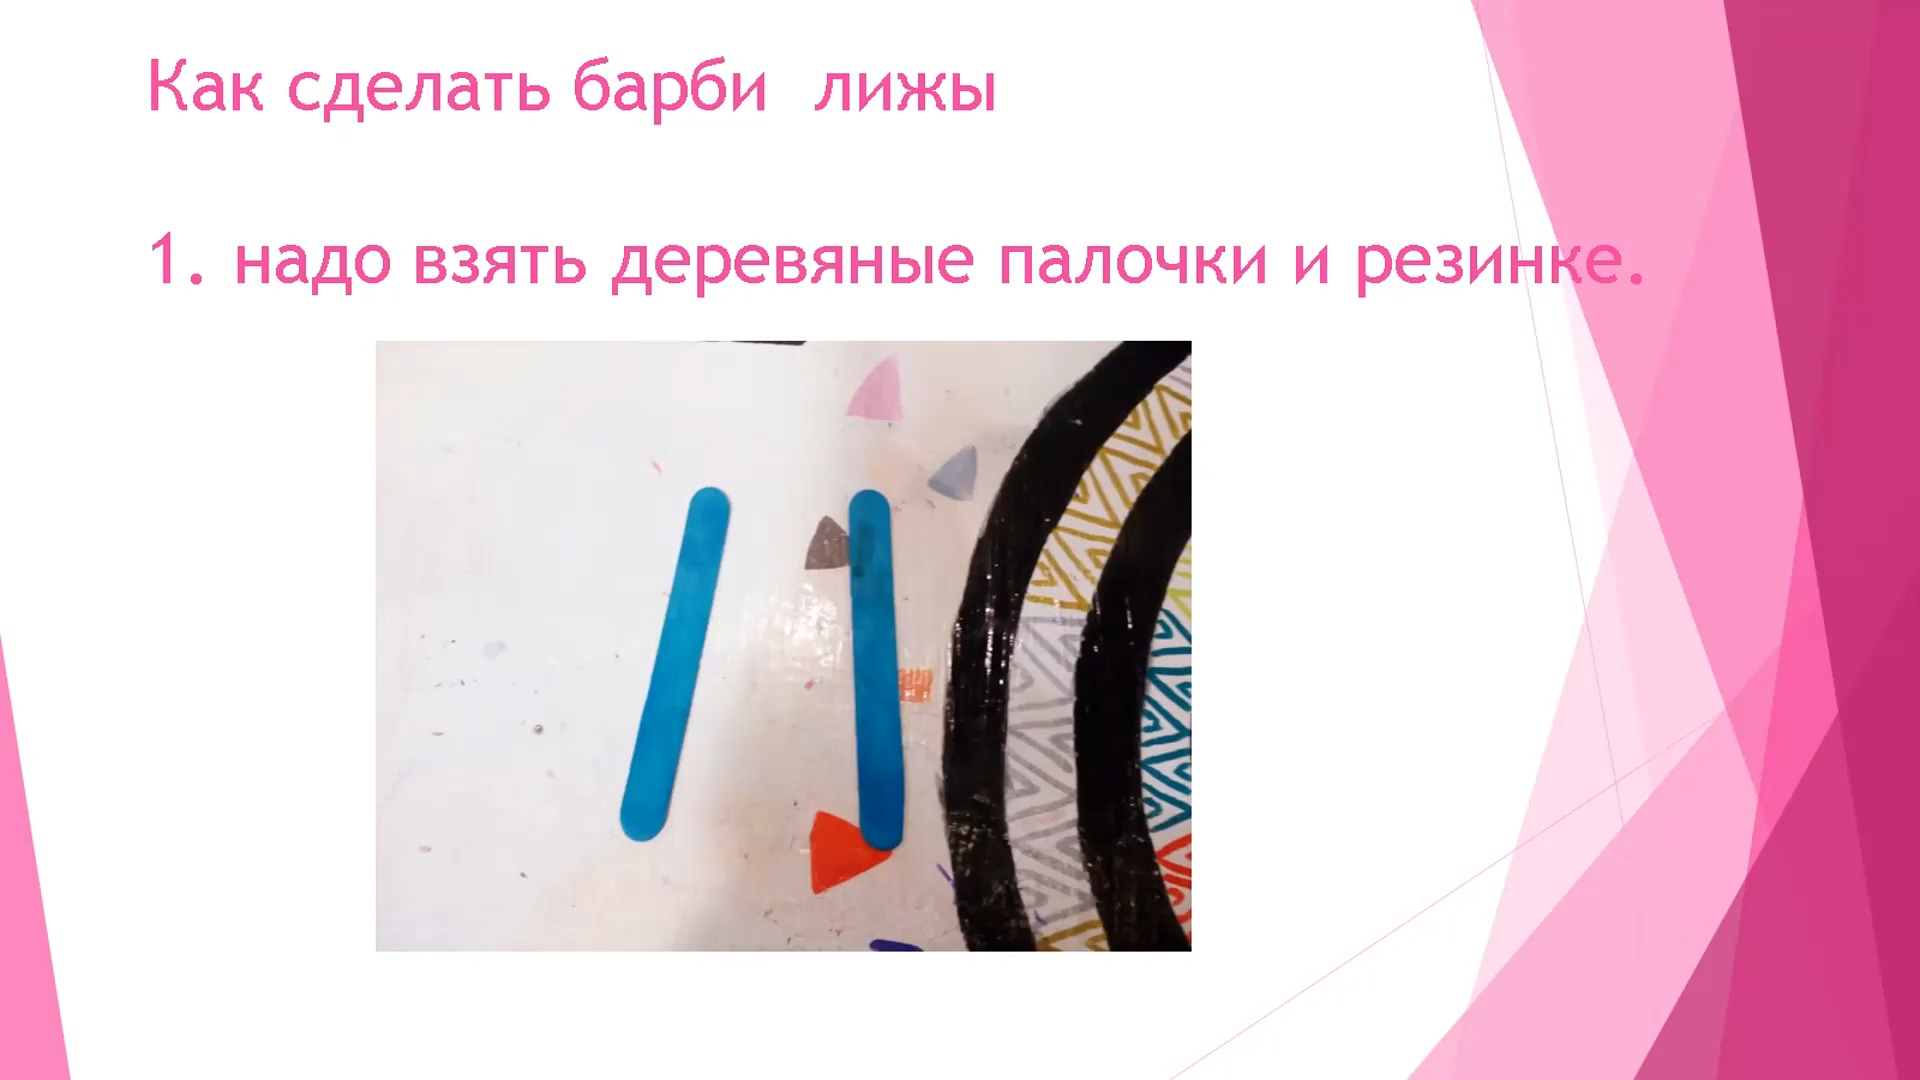 Как сделать барби лижы
1. надо взять деревяные палочки и резинке.